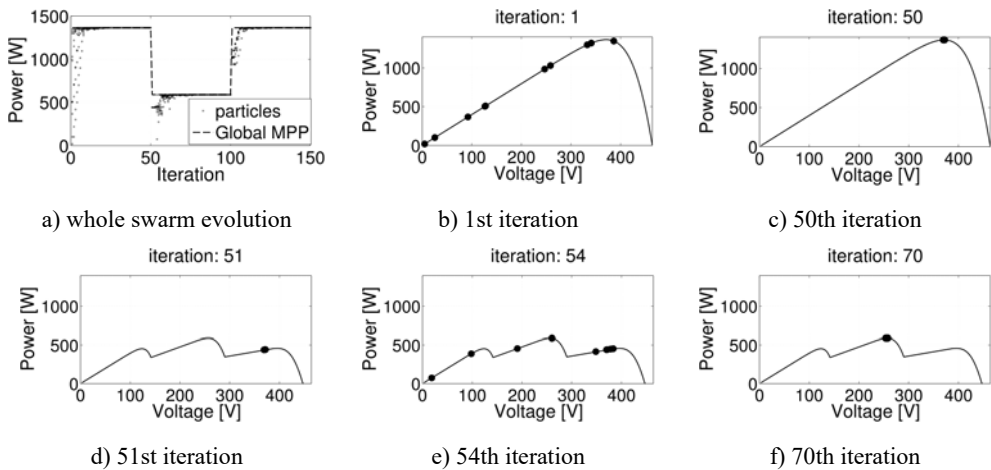 1500
1000
500
0
Power [W]
0 50 100 150
Iteration
particles
Global MPP
a) whole swarm evolution
iteration: 1
1000
500
0
Power [W]
0 100 200 300 400
Voltage [V]
b) 1st iteration
iteration: 50
1000
500
0
Power [W]
0 100 200 300 400
Voltage [V]
c) 50th iteration
iteration: 51
1000
500
0
Power [W]
0 100 200 300 400
Voltage [V]
d) 51st iteration
iteration: 54
1000
500
0
Power [W]
0 100 200 300 400
Voltage [V]
e) 54th iteration
iteration: 70
1000
500
0
Power [W]
0 100 200 300 400
Voltage [V]
f) 70th iteration